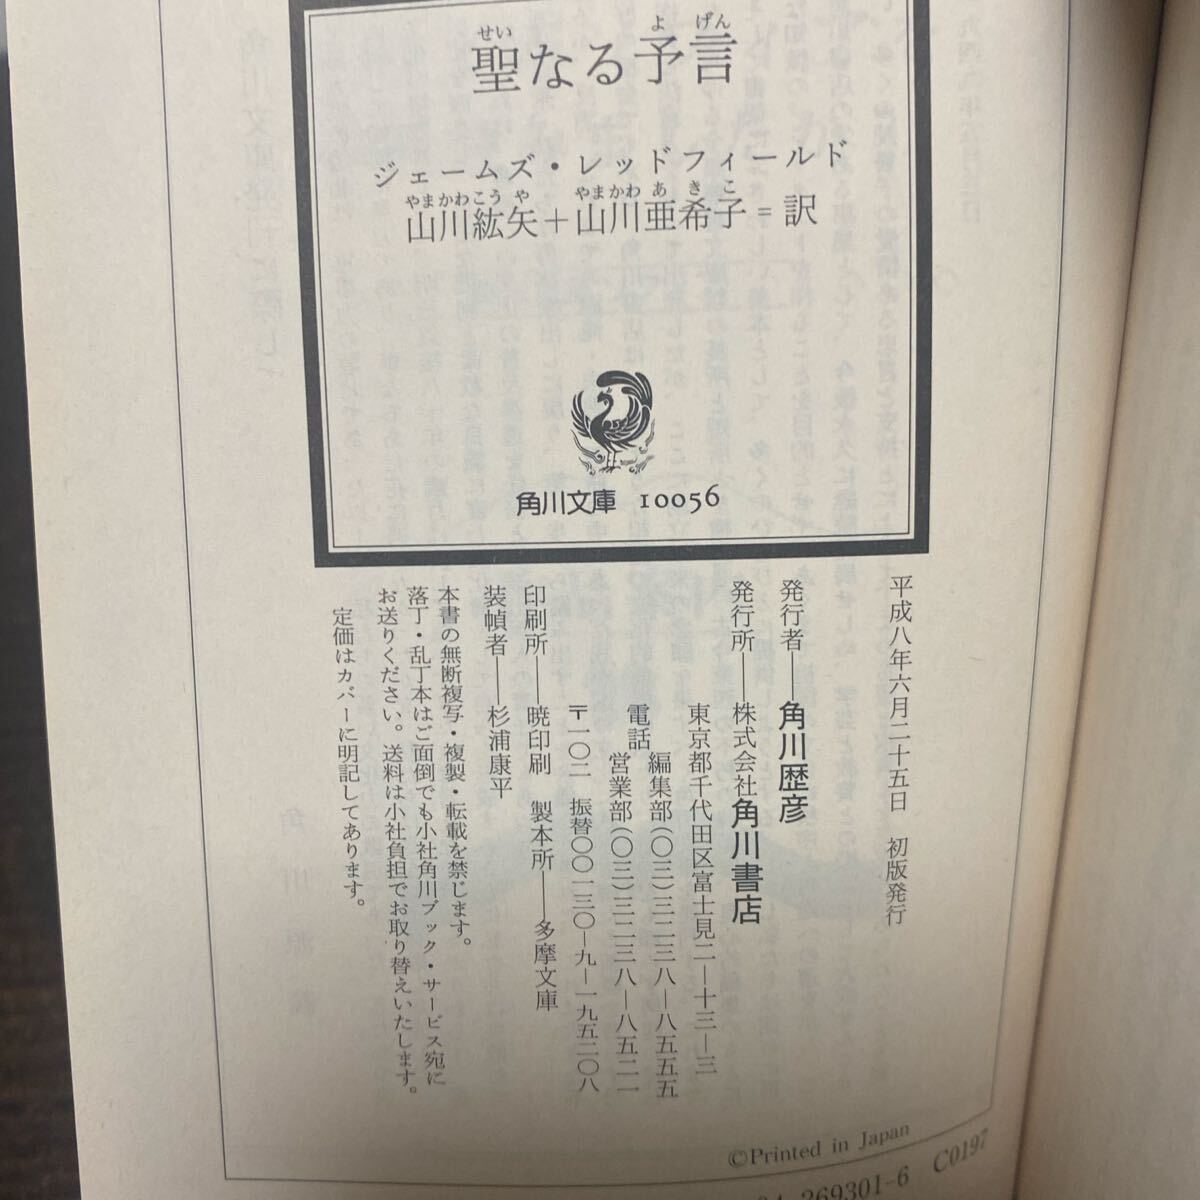 せい　よげん
聖なる予言
ジェームズ・レッドフィールド
やまかわこうや　やまかわあきこ
山川紘矢＋山川亜希子＝訳
角川文庫 10056
平成八年六月二十五日　初版発行
発行者──角川歴彦
発行所──株式会社角川書店
東京都千代田区富士見二─十三─三
電話　編集部(〇三)三二三八─八五五五
営業部(〇三)三二三八─八五二一
〒一〇二　振替〇〇一三〇─九─一九五二〇八
印刷所──暁印刷　製本所──多摩文庫
装幀者──杉浦康平
本書の無断複写・複製・転載を禁じます。
落丁・乱丁本はご面倒でも小社角川ブック・サービス宛に
お送りください。送料は小社負担でお取り替えいたします。
定価はカバーに明記してあります。
©Printed in Japan
269301-6 C0197